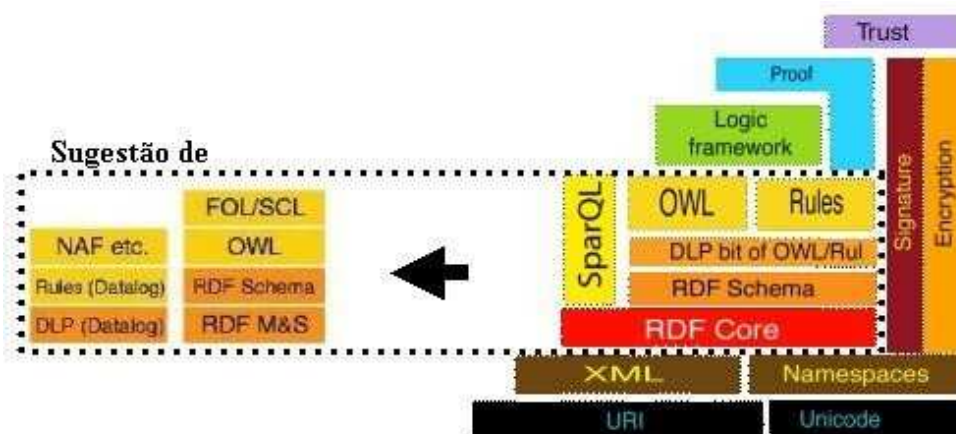 Trust
Proof
Logic
framework
Sugestão de
FOL/SCL
NAF etc.
OWL
Rules (Datalog)
RDF Schema
DLP (Datalog)
RDF M&S
SparQL
OWL
Rules
DLP bit of OWL/Rul
RDF Schema
RDF Core
Signature
Encryption
XML
Namespaces
URI
Unicode